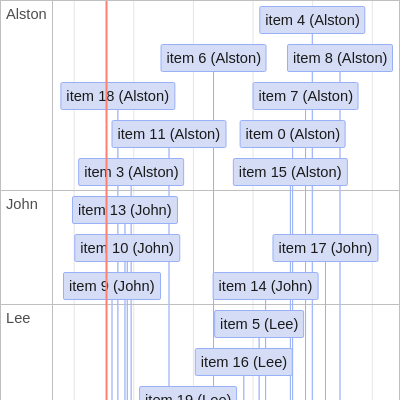 Alston
item 4 (Alston)
item 6 (Alston)
item 8 (Alston)
item 18 (Alston)
item 7 (Alston)
item 11 (Alston)
item 0 (Alston)
item 3 (Alston)
item 15 (Alston)
John
item 13 (John)
item 10 (John)
item 17 (John)
item 9 (John)
item 14 (John)
Lee
item 5 (Lee)
item 16 (Lee)
item 19 (Lee)